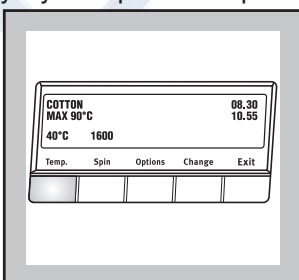 COTTON 08.30
MAX 90°C 10.55
40°C 1600
Temp. Spin Options Change Exit